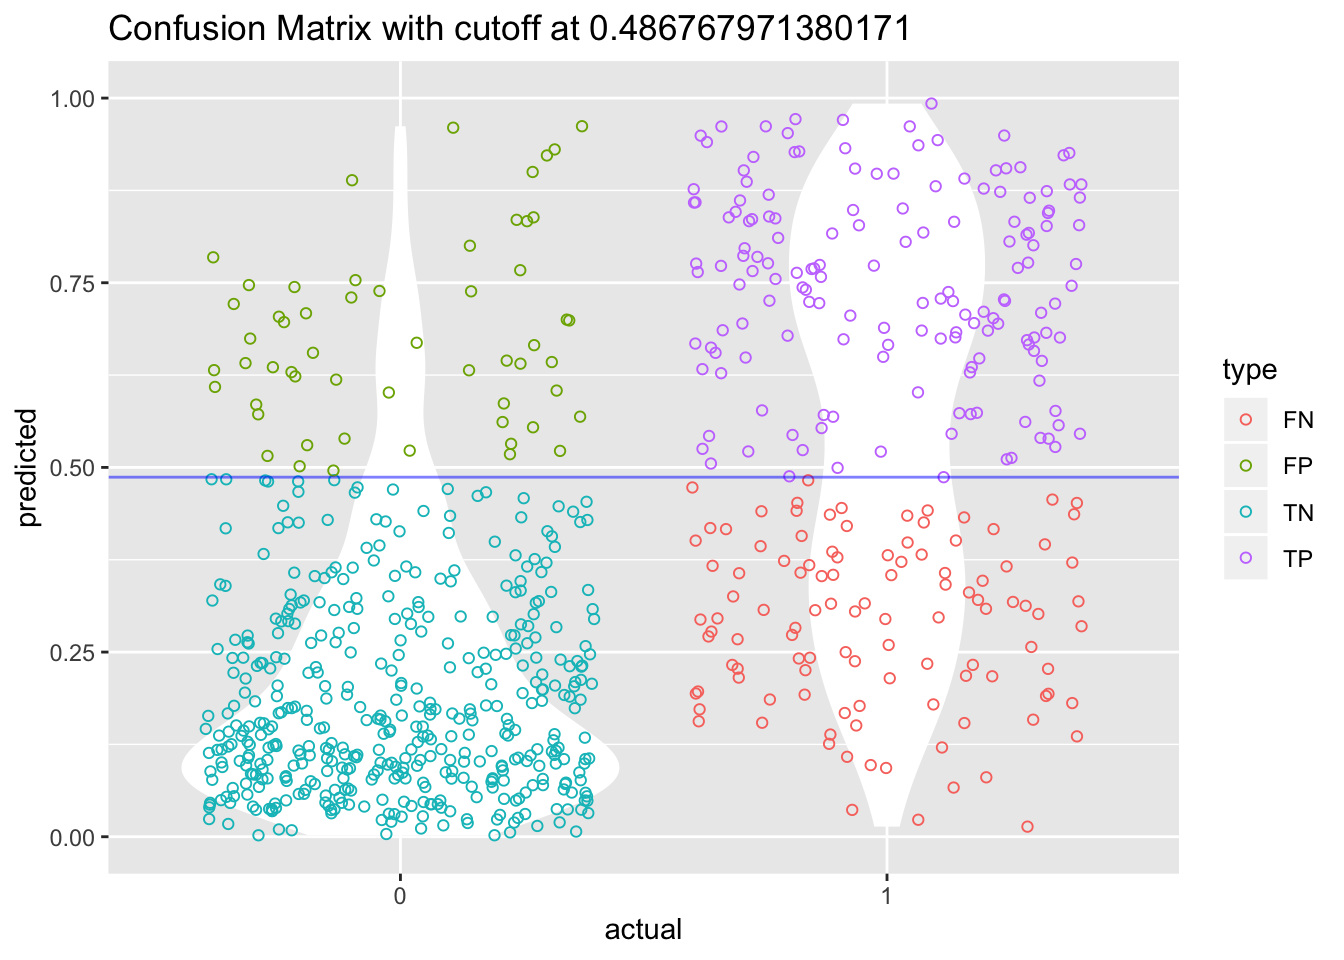 Confusion Matrix with cutoff at 0.486767971380171
1.00
0.75
0.50
0.25
0.00
predicted
0
1
actual
type
FN
FP
TN
TP